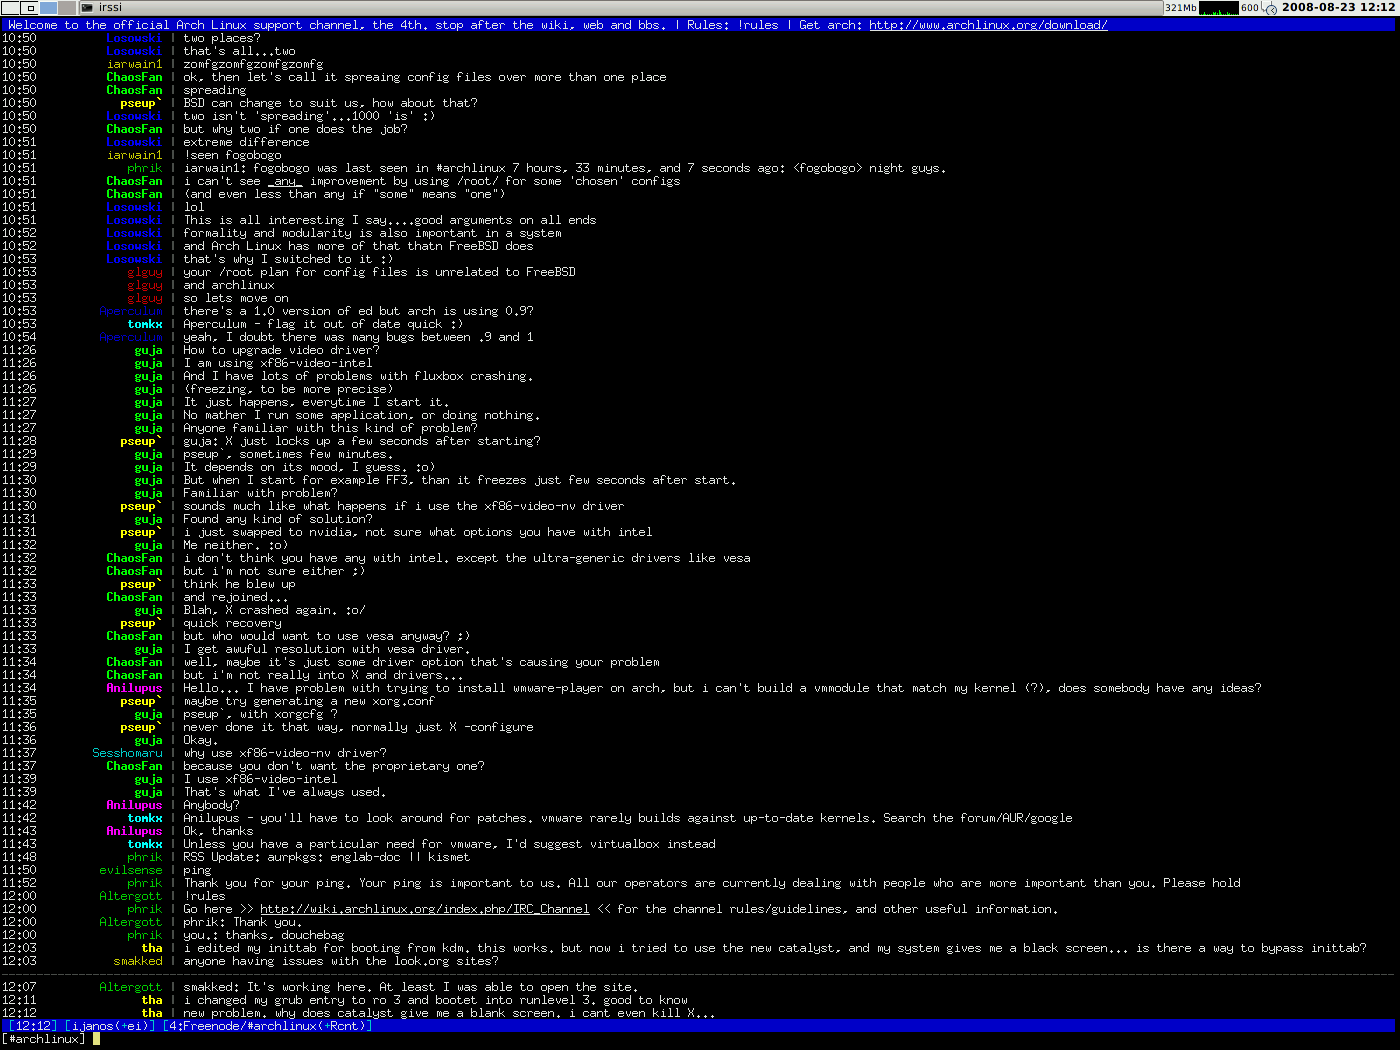 irssi 321Mb 600 2008-08-23 12:12
Welcome to the official Arch Linux support channel, the 4th. stop after the wiki, web and bbs. | Rules: !rules | Get arch: http://www.archlinux.org/download/
10:50 Losowski | two places?
10:50 Losowski | that's all...two
10:50 iarwain1 | zomfgzomfgzomfgzomfg
10:50 ChaosFan | ok, then let's call it spreaing config files over more than one place
10:50 ChaosFan | spreading
10:50 pseup` | BSD can change to suit us, how about that?
10:50 Losowski | two isn't 'spreading'...1000 'is' :)
10:50 ChaosFan | but why two if one does the job?
10:51 Losowski | extreme difference
10:51 iarwain1 | !seen fogobogo
10:51 phrik | iarwain1: fogobogo was last seen in #archlinux 7 hours, 33 minutes, and 7 seconds ago: <fogobogo> night guys.
10:51 ChaosFan | i can't see _any_ improvement by using /root/ for some 'chosen' configs
10:51 ChaosFan | (and even less than any if "some" means "one")
10:51 Losowski | lol
10:51 Losowski | This is all interesting I say....good arguments on all ends
10:52 Losowski | formality and modularity is also important in a system
10:52 Losowski | and Arch Linux has more of that thatn FreeBSD does
10:53 Losowski | that's why I switched to it :)
10:53 glguy | your /root plan for config files is unrelated to FreeBSD
10:53 glguy | and archlinux
10:53 glguy | so lets move on
10:53 Aperculum | there's a 1.0 version of ed but arch is using 0.9?
10:53 tomkx | Aperculum - flag it out of date quick :)
10:54 Aperculum | yeah, I doubt there was many bugs between .9 and 1
11:26 guja | How to upgrade video driver?
11:26 guja | I am using xf86-video-intel
11:26 guja | And I have lots of problems with fluxbox crashing.
11:26 guja | (freezing, to be more precise)
11:27 guja | It just happens, everytime I start it.
11:27 guja | No mather I run some application, or doing nothing.
11:27 guja | Anyone familiar with this kind of problem?
11:28 pseup` | guja: X just locks up a few seconds after starting?
11:29 guja | pseup`, sometimes few minutes.
11:29 guja | It depends on its mood, I guess. :o)
11:30 guja | But when I start for example FF3, than it freezes just few seconds after start.
11:30 guja | Familiar with problem?
11:30 pseup` | sounds much like what happens if i use the xf86-video-nv driver
11:31 guja | Found any kind of solution?
11:31 pseup` | i just swapped to nvidia, not sure what options you have with intel
11:32 guja | Me neither. :o)
11:32 ChaosFan | i don't think you have any with intel. except the ultra-generic drivers like vesa
11:32 ChaosFan | but i'm not sure either ;)
11:33 pseup` | think he blew up
11:33 ChaosFan | and rejoined...
11:33 guja | Blah, X crashed again. :o/
11:33 pseup` | quick recovery
11:33 ChaosFan | but who would want to use vesa anyway? ;)
11:33 guja | I get awuful resolution with vesa driver.
11:34 ChaosFan | well, maybe it's just some driver option that's causing your problem
11:34 ChaosFan | but i'm not really into X and drivers...
11:34 Anilupus | Hello... I have problem with trying to install wmware-player on arch, but i can't build a vmmodule that match my kernel (?), does somebody have any ideas?
11:35 pseup` | maybe try generating a new xorg.conf
11:35 guja | pseup`, with xorgcfg ?
11:36 pseup` | never done it that way, normally just X -configure
11:36 guja | Okay.
11:37 Sesshomaru | why use xf86-video-nv driver?
11:37 ChaosFan | because you don't want the proprietary one?
11:39 guja | I use xf86-video-intel
11:39 guja | That's what I've always used.
11:42 Anilupus | Anybody?
11:42 tomkx | Anilupus - you'll have to look around for patches. vmware rarely builds against up-to-date kernels. Search the forum/AUR/google
11:43 Anilupus | Ok, thanks
11:43 tomkx | Unless you have a particular need for vmware, I'd suggest virtualbox instead
11:48 phrik | RSS Update: aurpkgs: englab-doc || kismet
11:50 evilsense | ping
11:52 phrik | Thank you for your ping. Your ping is important to us. All our operators are currently dealing with people who are more important than you. Please hold
12:00 Altergott | !rules
12:00 phrik | Go here >> http://wiki.archlinux.org/index.php/IRC_Channel << for the channel rules/guidelines, and other useful information.
12:00 Altergott | phrik: Thank you.
12:00 phrik | you.: thanks, douchebag
12:03 tha | i edited my inittab for booting from kdm. this works. but now i tried to use the new catalyst, and my system gives me a black screen... is there a way to bypass inittab?
12:03 smakked | anyone having issues with the look.org sites?
12:07 Altergott | smakked: It's working here. At least I was able to open the site.
12:11 tha | i changed my grub entry to ro 3 and bootet into runlevel 3. good to know
12:12 tha | new problem. why does catalyst give me a blank screen. i cant even kill X...
[12:12] [ijanos(+ei)] [4:Freenode/#archlinux(+Rcnt)]
[#archlinux]